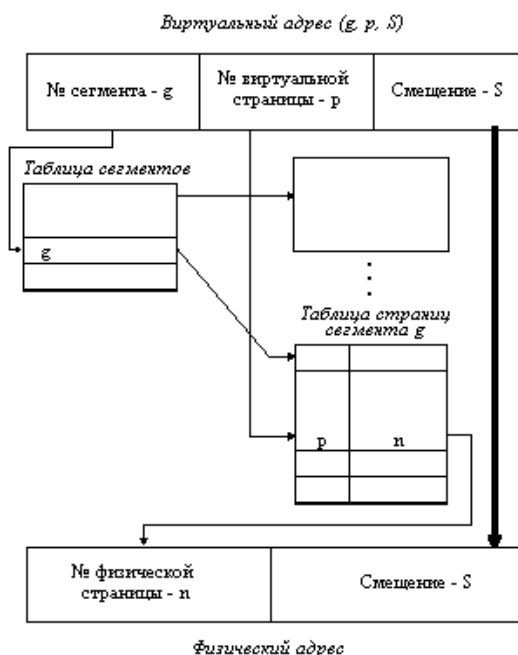 Виртуальный адрес (g, p, S)
№ сегмента - g
№ виртуальной
страницы - p
Смещение - S
Таблица сегментов
g
Таблица страниц
сегмента g
p
n
№ физической
страницы - n
Смещение - S
Физический адрес